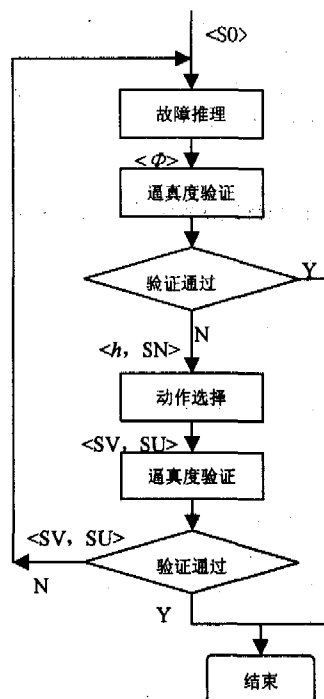 <S0>
故障推理
<Φ>
逼真度验证
验证通过
Y
N
<h, SN>
动作选择
<SV, SU>
逼真度验证
<SV, SU>
验证通过
N
Y
结束